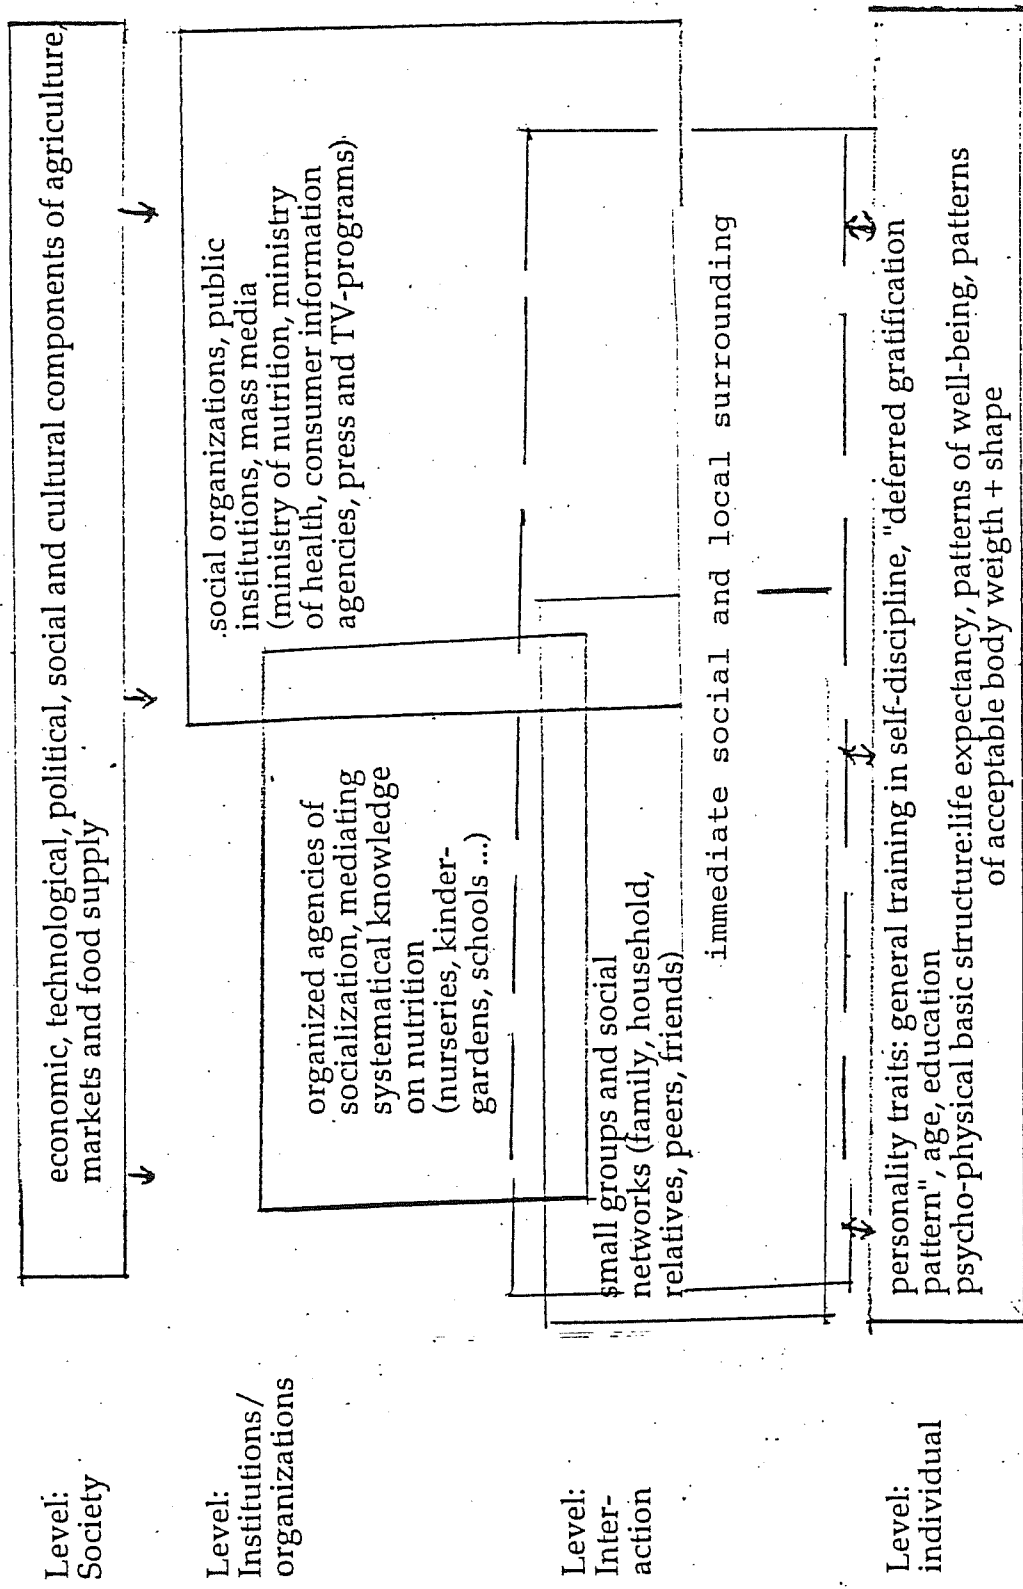 Level:
Society
economic, technological, political, social and cultural components of agriculture,
markets and food supply
Level:
Institutions/
organizations
.social organizations, public
institutions, mass media
(ministry of nutrition, ministry
of health, consumer information
agencies, press and TV-programs)
organized agencies of
socialization, mediating
systematical knowledge
on nutrition
(nurseries, kinder-
gardens, schools ...)
Level:
Inter-
action
small groups and social
networks (family, household,
relatives, peers, friends)
immediate social and local surrounding
Level:
individual
personality traits: general training in self-discipline, "deferred gratification
pattern", age, education
psycho-physical basic structure:life expectancy, patterns of well-being, patterns
of acceptable body weigth + shape